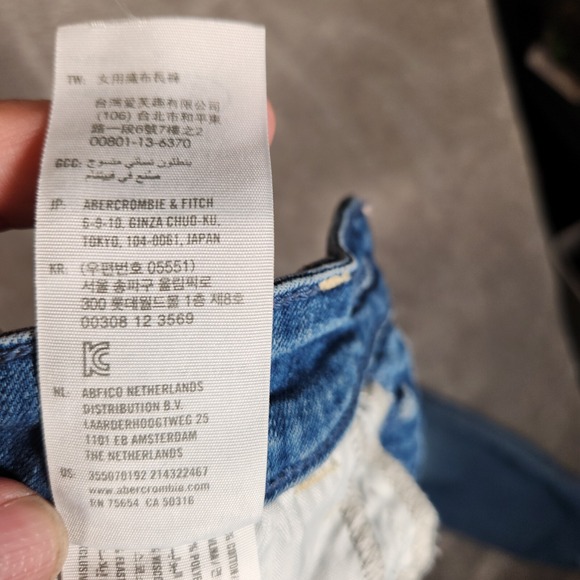 TW: 女用織布長褲
台灣愛芙趣有限公司
(106) 台北市和平東
路一段6號7樓之2
00801-13-6370
GCC: بنطلون نسائي منسوج
صنع في فيتنام
JP: ABERCROMBIE & FITCH
6-9-10, GINZA CHUO-KU,
TOKYO, 104-0061, JAPAN
KR: (우편번호 05551)
서울 송파구 올림픽로
300 롯데월드몰 1층 제8호
00308 12 3569
NL: ABFICO NETHERLANDS
DISTRIBUTION B.V.
LAARDERHOOGTWEG 25
1101 EB AMSTERDAM
THE NETHERLANDS
US: 355070192 214322467
www.abercrombie.com
RN 75654 CA 50316